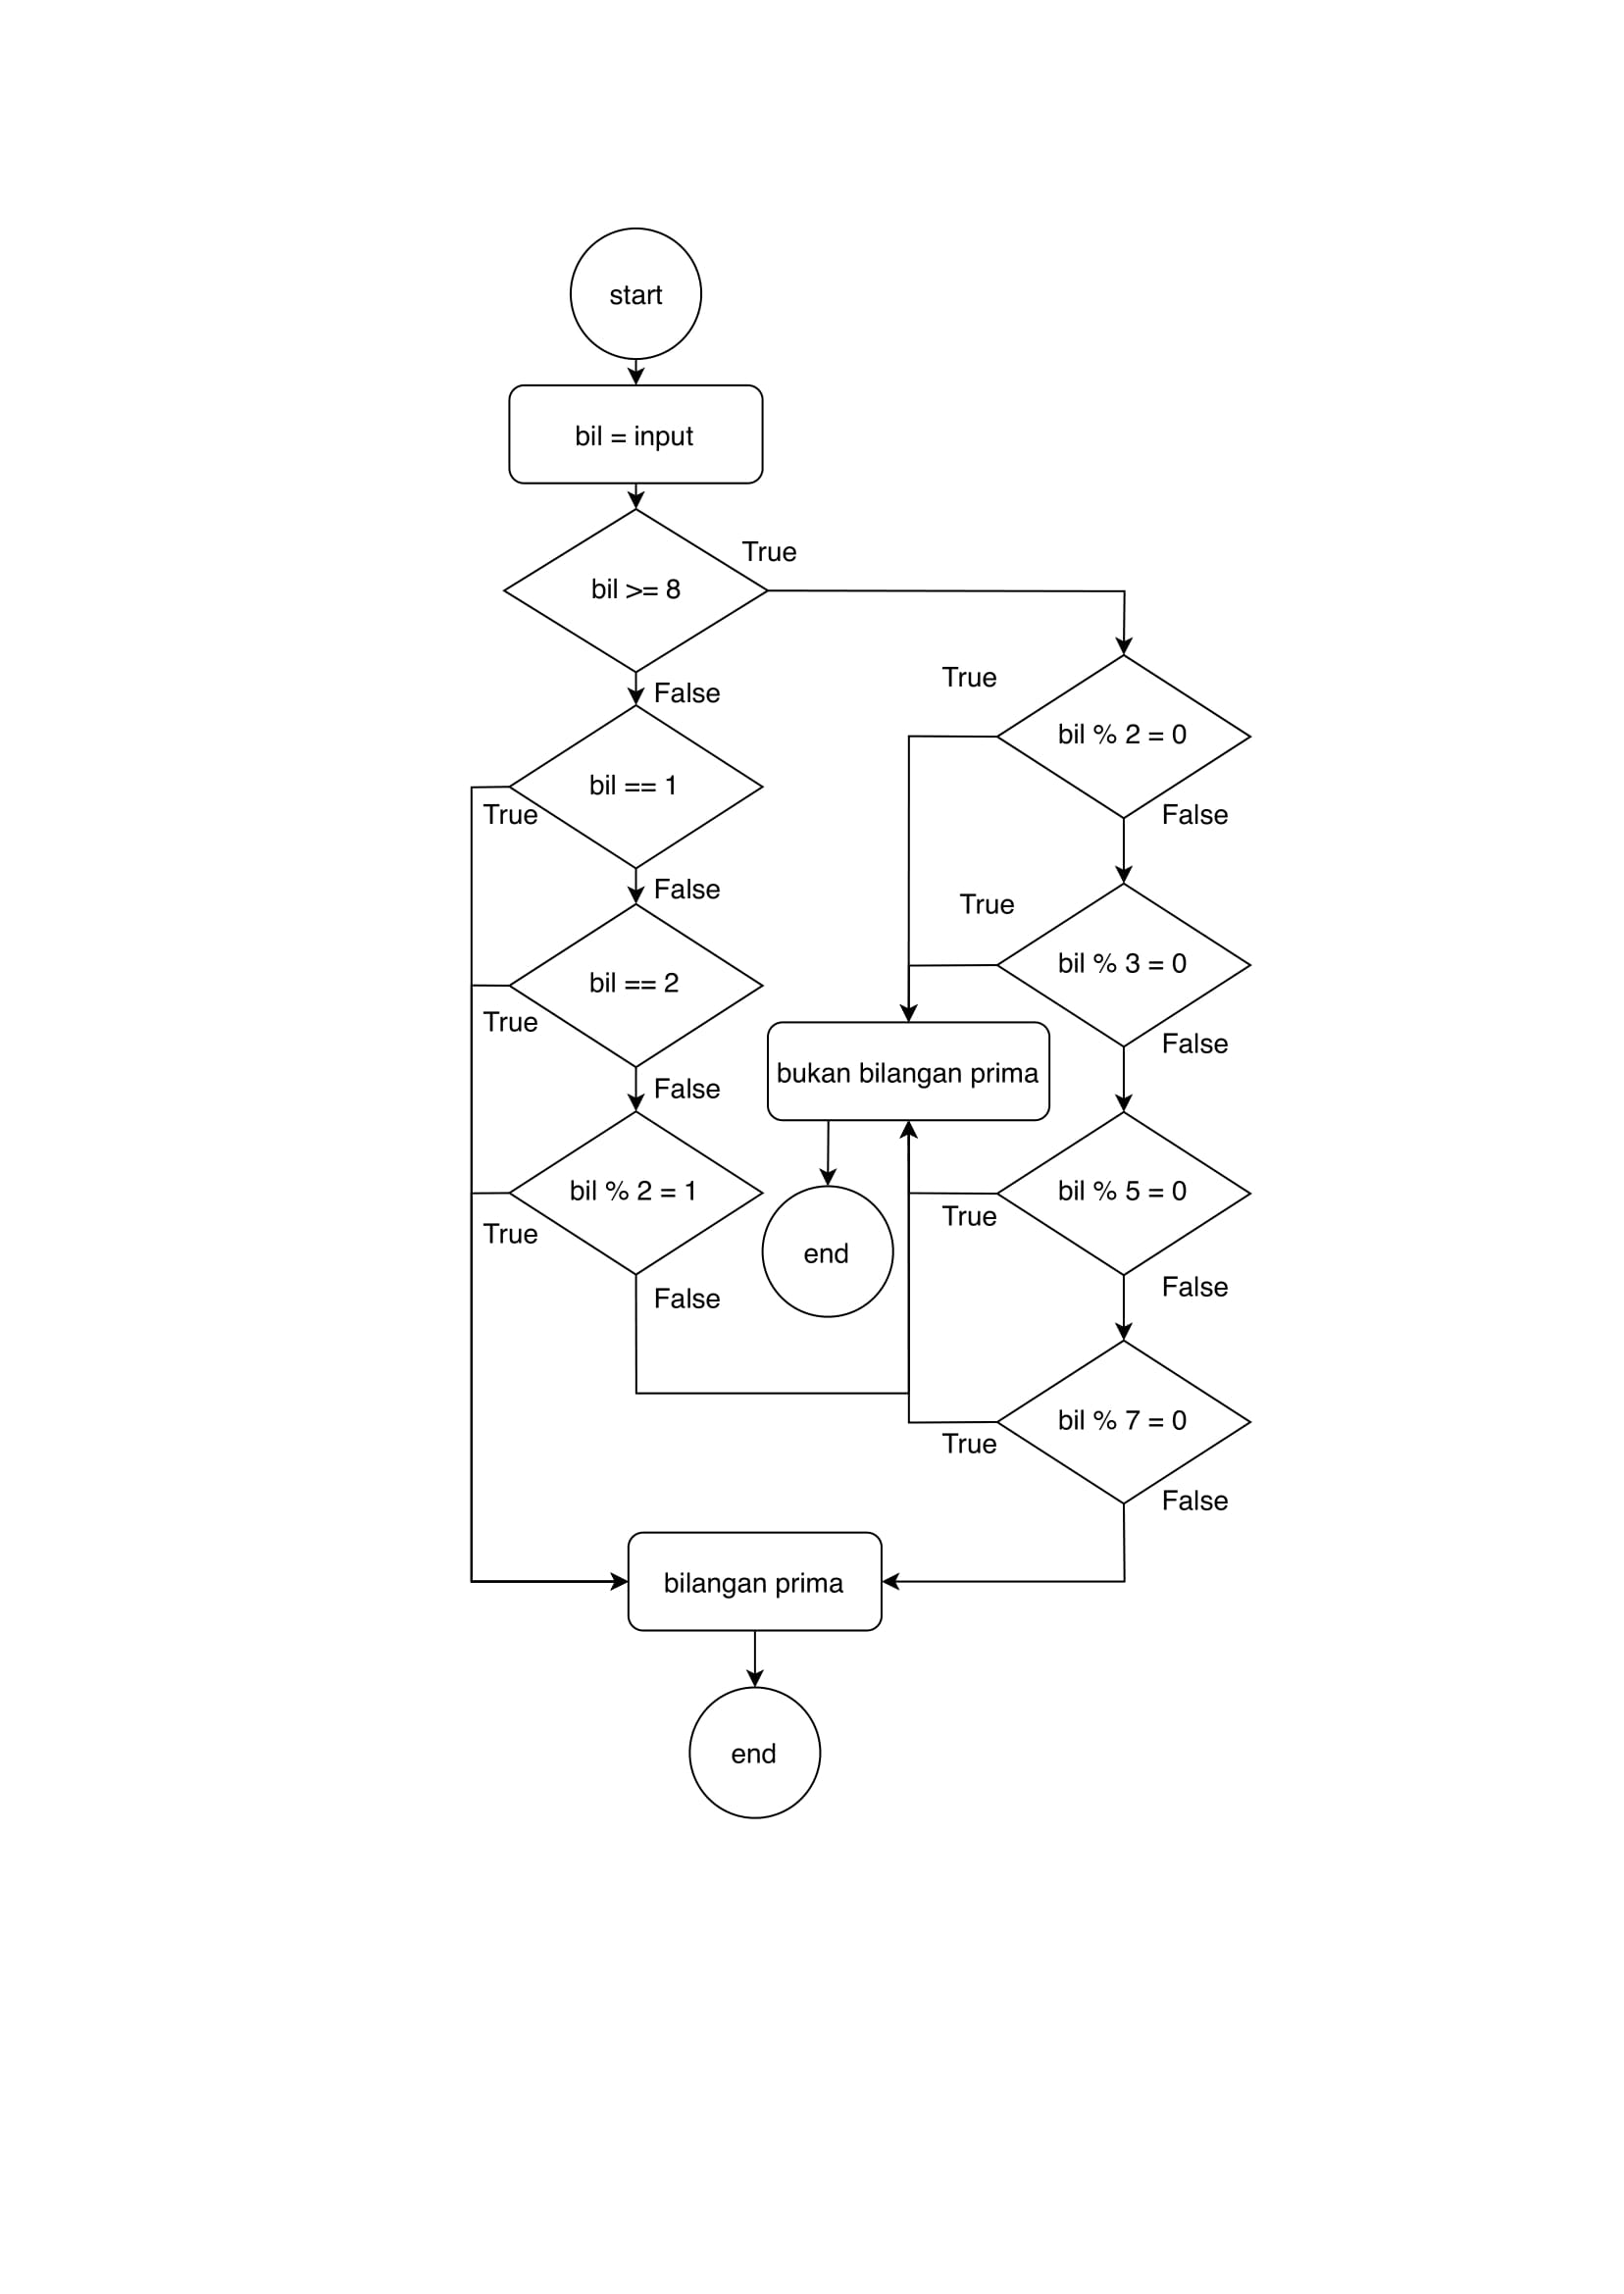 start
bil = input
bil >= 8
True
False
bil == 1
True
False
bil == 2
True
False
bil % 2 = 1
True
False
True
bil % 2 = 0
False
True
bil % 3 = 0
False
bukan bilangan prima
end
bil % 5 = 0
True
False
bil % 7 = 0
True
False
bilangan prima
end